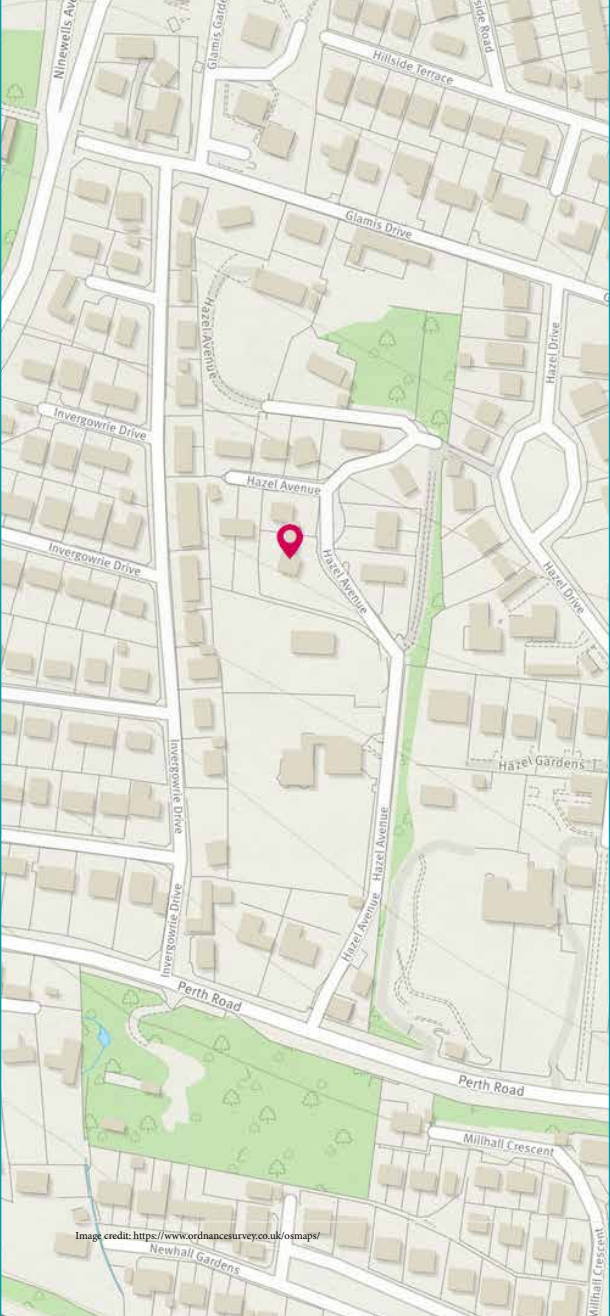 Ninewells Av
Glamis Garde
side Road
Hillside Terrace
Glamis Drive
Hazel Avenue
Hazel Drive
Invergowrie Drive
Hazel Avenue
Invergowrie Drive
Hazel Avenue
Hazel Drive
Invergowrie Drive
Hazel Gardens
Hazel Avenue
Invergowrie Drive
Hazel Avenue
Perth Road
Perth Road
Millhall Crescent
Millhall Crescent
Image credit: https://www.ordnancesurvey.co.uk/osmaps/
Newhall Gardens